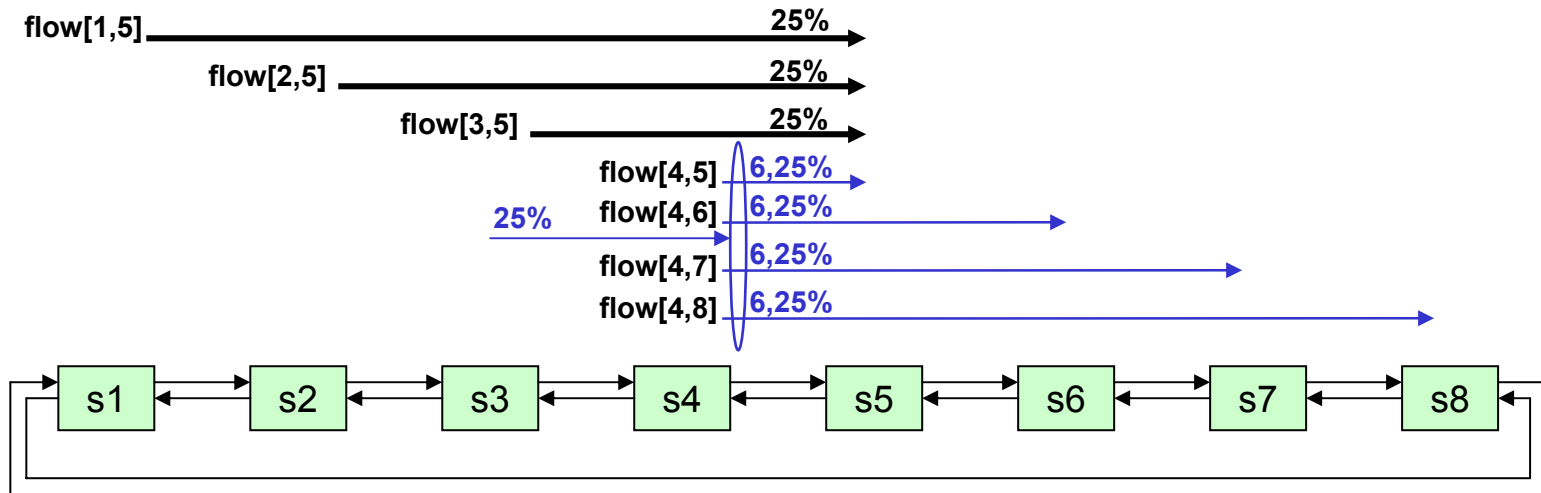 flow[1,5] 25%
flow[2,5] 25%
flow[3,5] 25%
flow[4,5] 6,25%
flow[4,6] 6,25%
25%
flow[4,7] 6,25%
flow[4,8] 6,25%
s1 s2 s3 s4 s5 s6 s7 s8